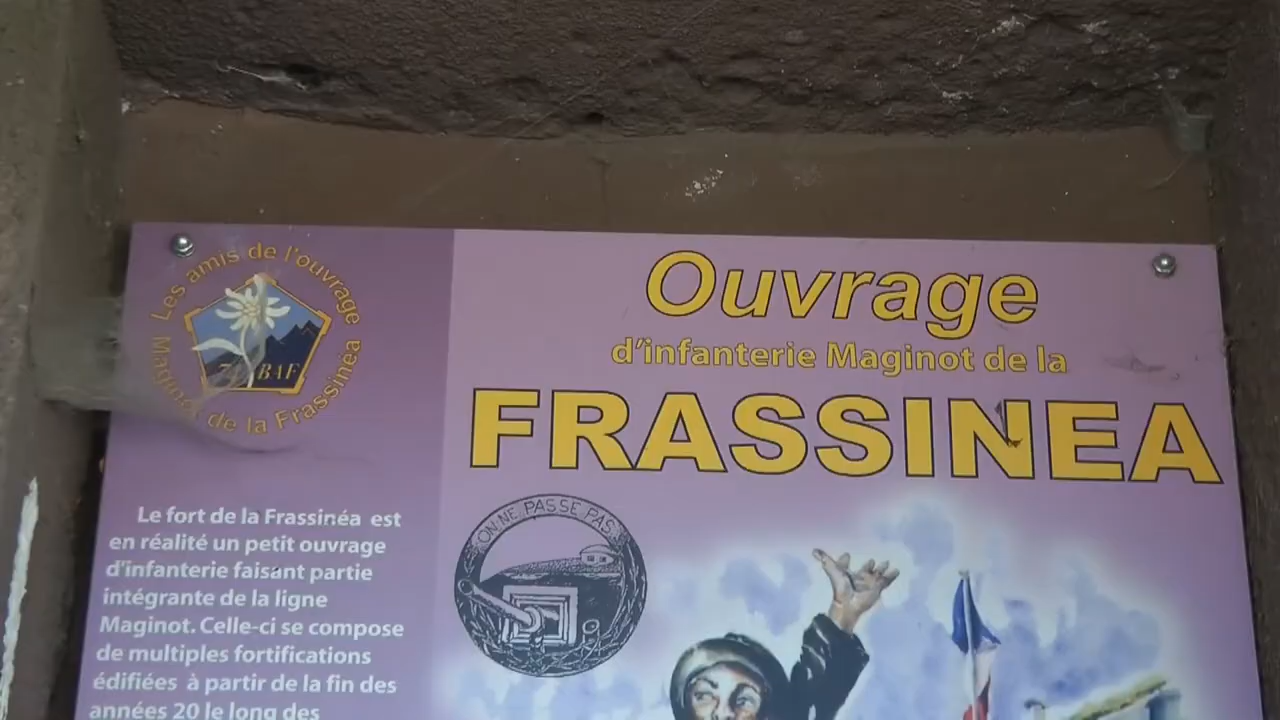 Les amis de l'ouvrage
Maginot de la Frassinéa
BAF
Ouvrage
d'infanterie Maginot de la
FRASSINEA
ON NE PASSE PAS
Le fort de la Frassinéa est
en réalité un petit ouvrage
d'infanterie faisant partie
intégrante de la ligne
Maginot. Celle-ci se compose
de multiples fortifications
édifiées à partir de la fin des
années 20 le long des